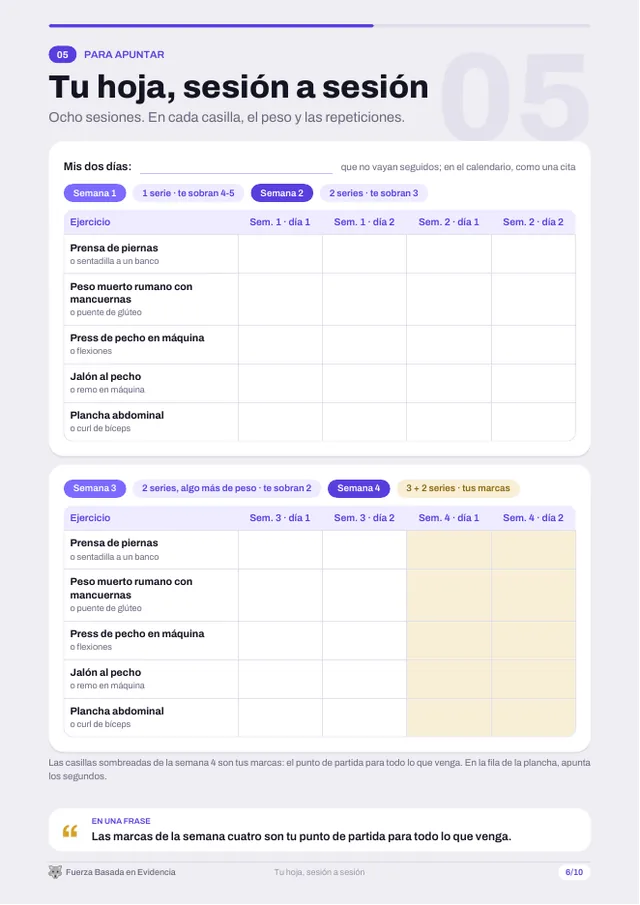 05 PARA APUNTAR
05
Tu hoja, sesión a sesión
Ocho sesiones. En cada casilla, el peso y las repeticiones.
Mis dos días: que no vayan seguidos; en el calendario, como una cita
Semana 1 1 serie · te sobran 4-5 Semana 2 2 series · te sobran 3
Ejercicio Sem. 1 · día 1 Sem. 1 · día 2 Sem. 2 · día 1 Sem. 2 · día 2
Prensa de piernas
o sentadilla a un banco
Peso muerto rumano con
mancuernas
o puente de glúteo
Press de pecho en máquina
o flexiones
Jalón al pecho
o remo en máquina
Plancha abdominal
o curl de bíceps
Semana 3 2 series, algo más de peso · te sobran 2 Semana 4 3 + 2 series · tus marcas
Ejercicio Sem. 3 · día 1 Sem. 3 · día 2 Sem. 4 · día 1 Sem. 4 · día 2
Prensa de piernas
o sentadilla a un banco
Peso muerto rumano con
mancuernas
o puente de glúteo
Press de pecho en máquina
o flexiones
Jalón al pecho
o remo en máquina
Plancha abdominal
o curl de bíceps
Las casillas sombreadas de la semana 4 son tus marcas: el punto de partida para todo lo que venga. En la fila de la plancha, apunta
los segundos.
EN UNA FRASE
“ Las marcas de la semana cuatro son tu punto de partida para todo lo que venga.
Fuerza Basada en Evidencia Tu hoja, sesión a sesión 6/10